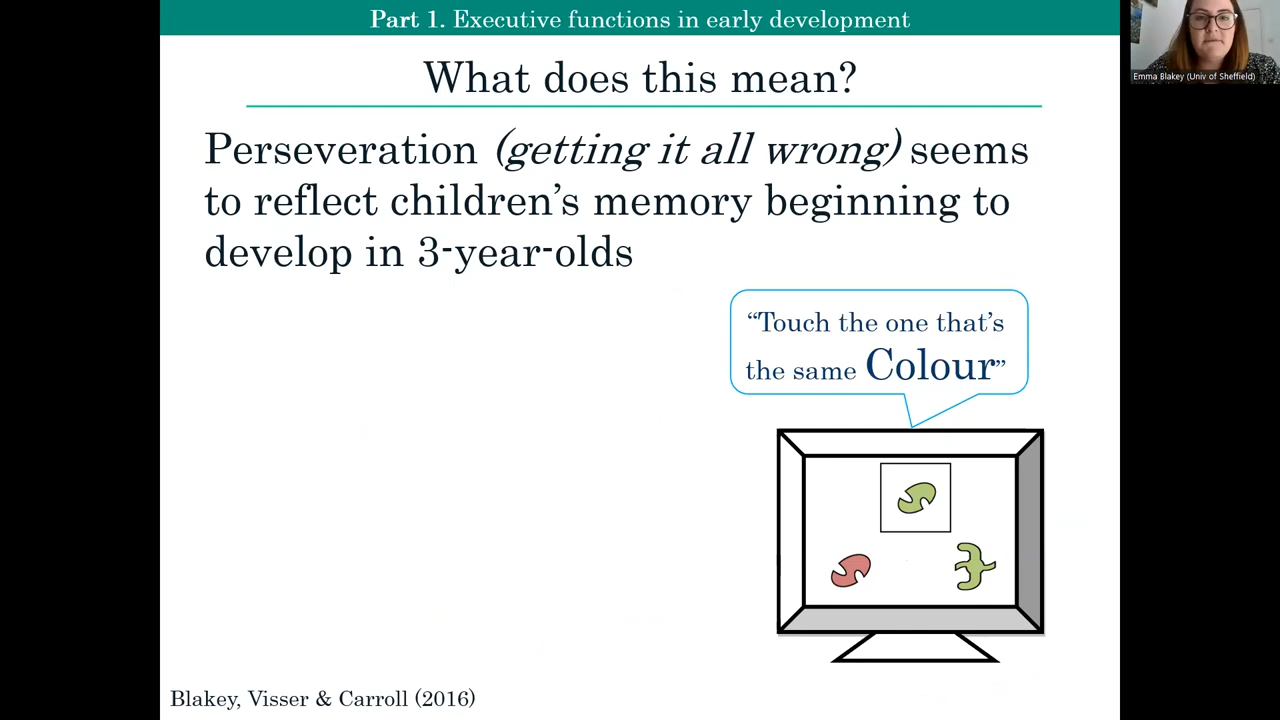 Part 1. Executive functions in early development
Emma Blakey (Univ of Sheffield)
What does this mean?
Perseveration (getting it all wrong) seems
to reflect children’s memory beginning to
develop in 3-year-olds
“Touch the one that’s
the same Colour”
Blakey, Visser & Carroll (2016)